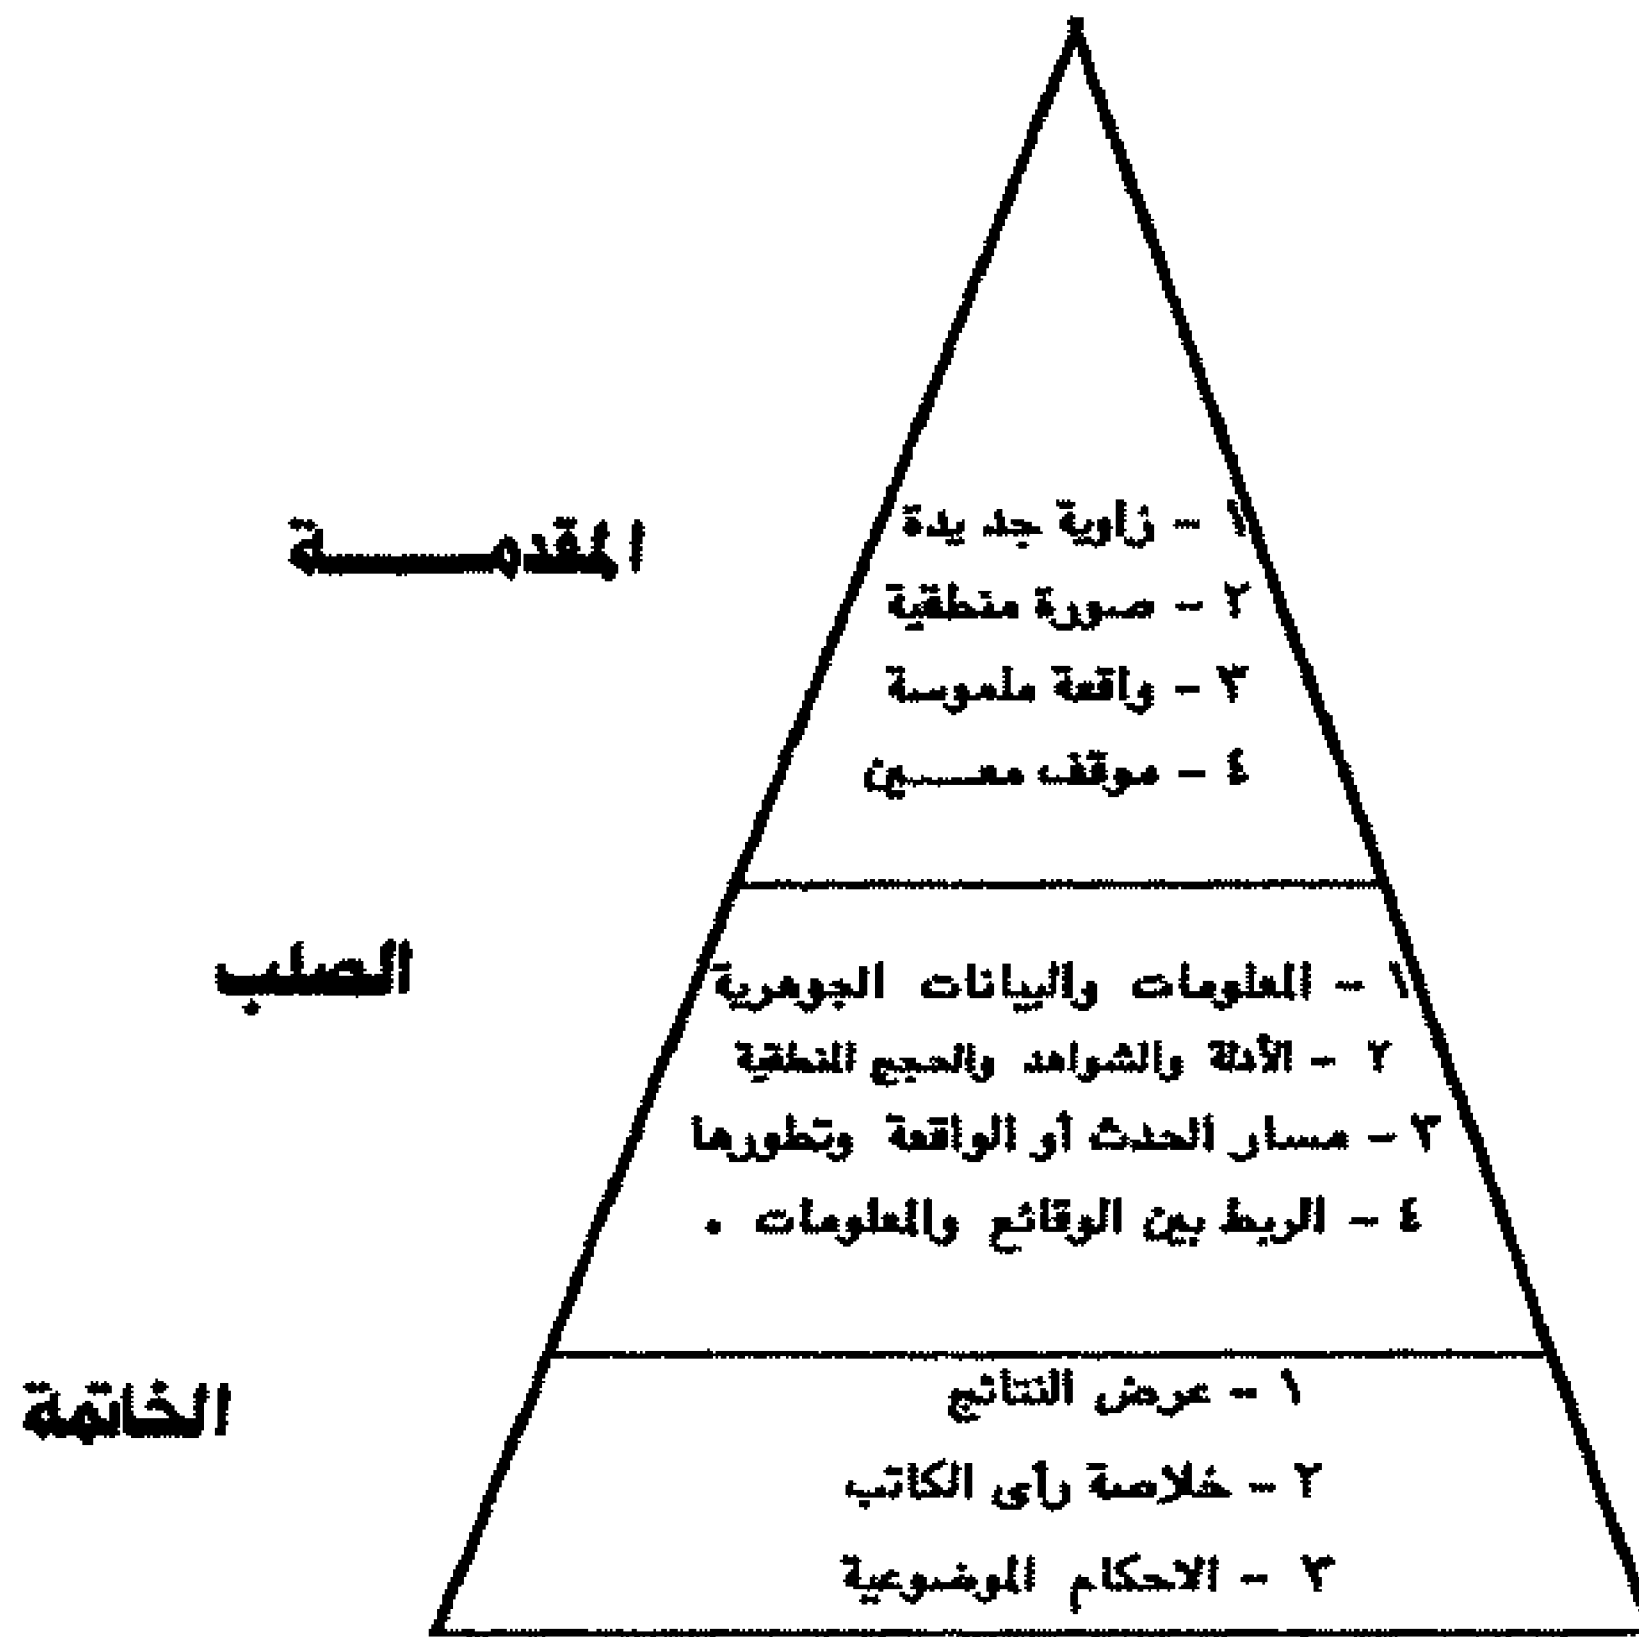 المقدمـــــــة
١ - زاوية جديدة
٢ - صورة منطقية
٣ - واقعة ملموسة
٤ - موقف معـــين
الصلب
١ - المعلومات والبيانات الجوهرية
٢ - الأدلة والشواهد والحجج المنطقية
٣ - مسار الحدث أو الواقعة وتطورها
٤ - الربط بين الوقائع والمعلومات .
الخاتمة
١ - عرض النتائج
٢ - خلاصة رأى الكاتب
٣ - الاحكام الموضوعية